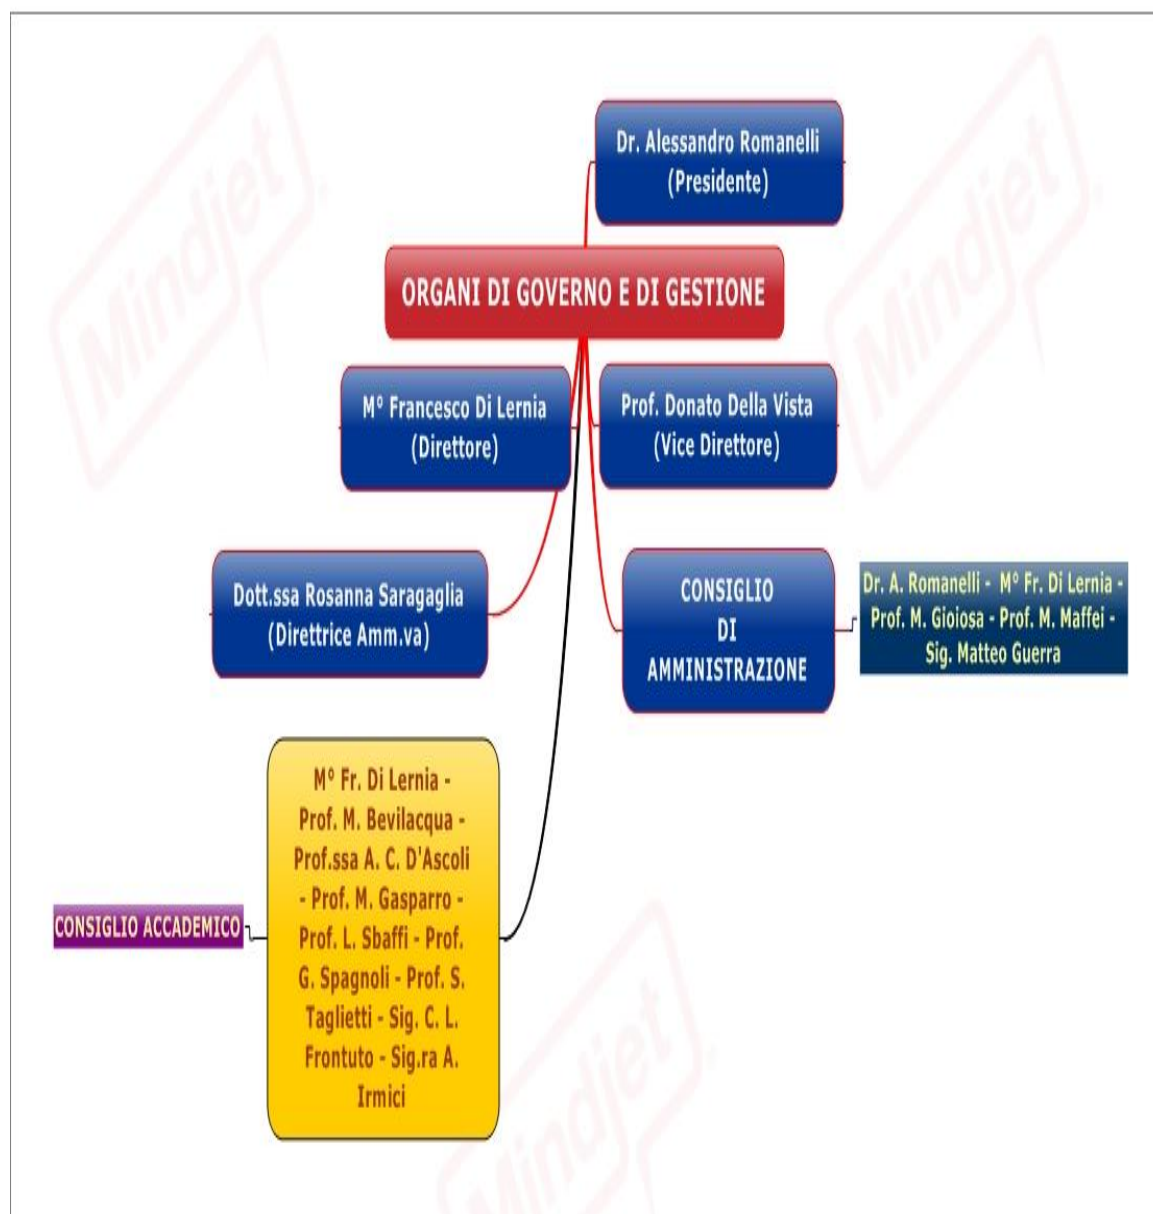 Dr. Alessandro Romanelli
(Presidente)
ORGANI DI GOVERNO E DI GESTIONE
M° Francesco Di Lernia
(Direttore)
Prof. Donato Della Vista
(Vice Direttore)
Dott.ssa Rosanna Saragaglia
(Direttrice Amm.va)
CONSIGLIO
DI
AMMINISTRAZIONE
Dr. A. Romanelli - M° Fr. Di Lernia -
Prof. M. Gioiosa - Prof. M. Maffei -
Sig. Matteo Guerra
CONSIGLIO ACCADEMICO
M° Fr. Di Lernia -
Prof. M. Bevilacqua -
Prof.ssa A. C. D'Ascoli
- Prof. M. Gasparro -
Prof. L. Sbaffi - Prof.
G. Spagnoli - Prof. S.
Taglietti - Sig. C. L.
Frontuto - Sig.ra A.
Irmici
Mindjet
Mindjet
Mindjet